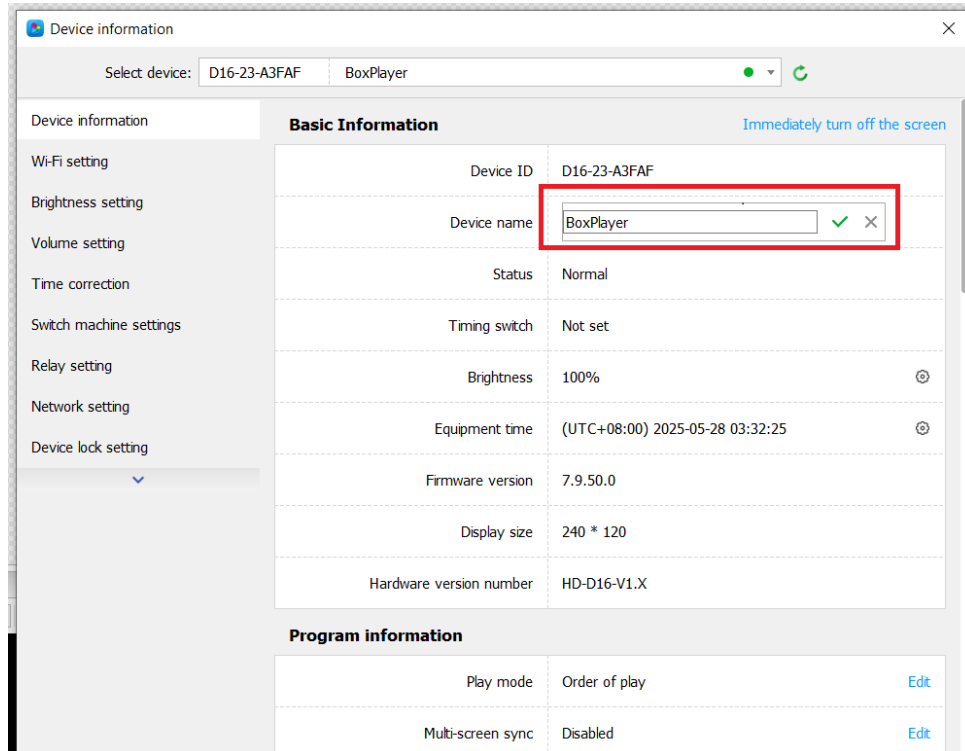 Device information
Select device: D16-23-A3FAF BoxPlayer
Device information
Wi-Fi setting
Brightness setting
Volume setting
Time correction
Switch machine settings
Relay setting
Network setting
Device lock setting
Basic Information Immediately turn off the screen
Device ID D16-23-A3FAF
Device name BoxPlayer
Status Normal
Timing switch Not set
Brightness 100%
Equipment time (UTC+08:00) 2025-05-28 03:32:25
Firmware version 7.9.50.0
Display size 240 * 120
Hardware version number HD-D16-V1.X
Program information
Play mode Order of play Edit
Multi-screen sync Disabled Edit